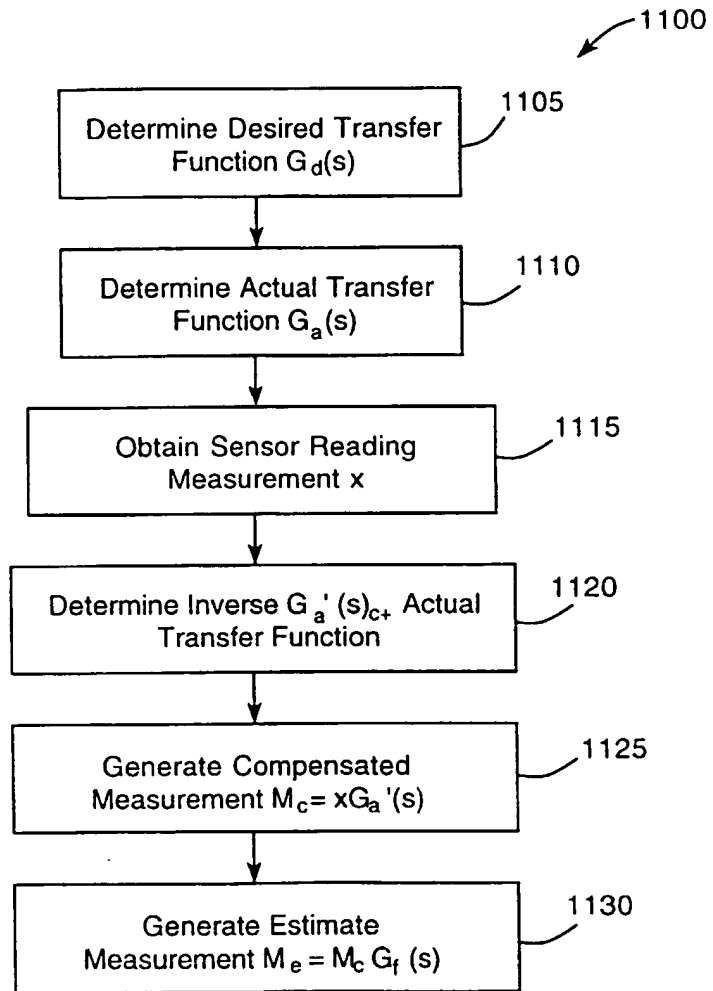 1100
Determine Desired Transfer
Function G_d(s)
1105
Determine Actual Transfer
Function G_a(s)
1110
Obtain Sensor Reading
Measurement x
1115
Determine Inverse G_a'(s)_c+ Actual
Transfer Function
1120
Generate Compensated
Measurement M_c = xG_a'(s)
1125
Generate Estimate
Measurement M_e = M_c G_f (s)
1130